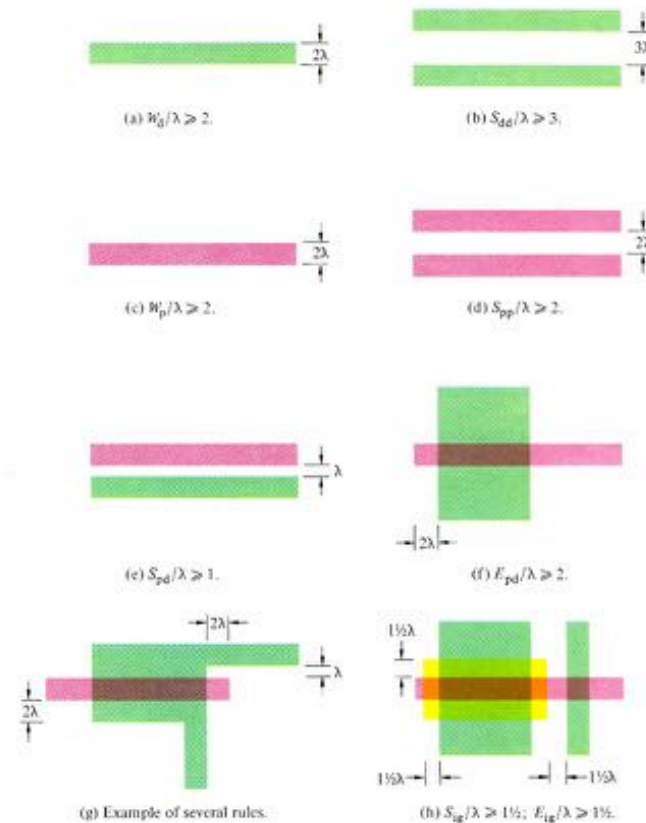 2λ
3λ
(a) W_d/λ ≥ 2.
(b) S_dd/λ ≥ 3.
2λ
2λ
(c) W_p/λ ≥ 2.
(d) S_pp/λ ≥ 2.
λ
2λ
(e) S_pd/λ ≥ 1.
(f) E_pd/λ ≥ 2.
2λ
λ
2λ
1½λ
1½λ
1½λ
(g) Example of several rules.
(h) S_ig/λ ≥ 1½; E_ig/λ ≥ 1½.